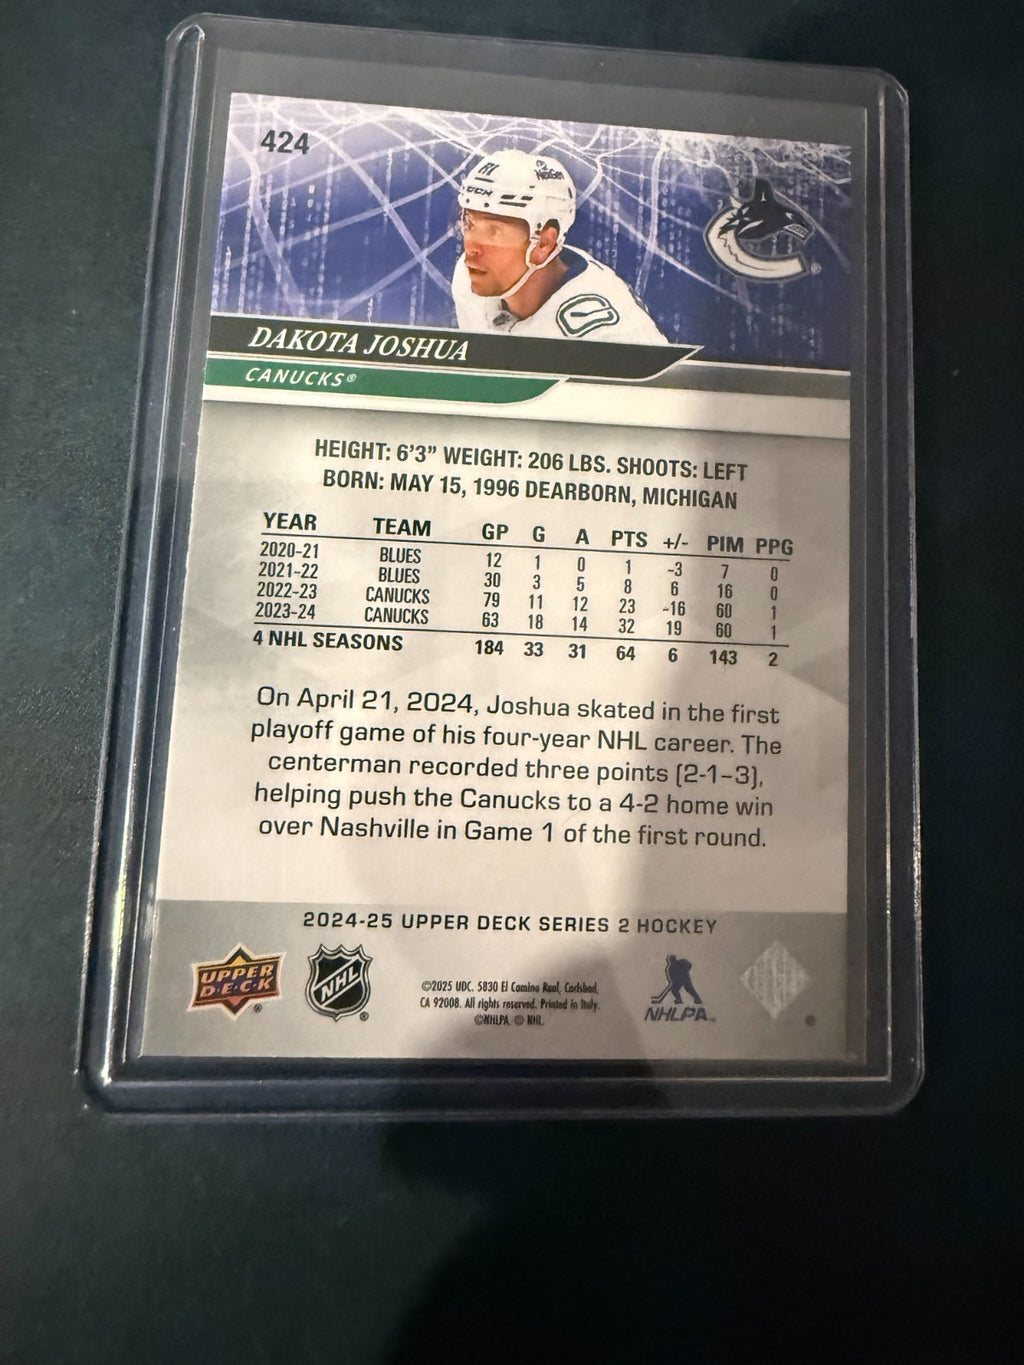 424
DAKOTA JOSHUA
CANUCKS®
HEIGHT: 6'3" WEIGHT: 206 LBS. SHOOTS: LEFT
BORN: MAY 15, 1996 DEARBORN, MICHIGAN
YEAR TEAM GP G A PTS +/- PIM PPG
2020-21 BLUES 12 1 0 1 -3 7 0
2021-22 BLUES 30 3 5 8 6 16 0
2022-23 CANUCKS 79 11 12 23 -16 60 1
2023-24 CANUCKS 63 18 14 32 19 60 1
4 NHL SEASONS 184 33 31 64 6 143 2
On April 21, 2024, Joshua skated in the first
playoff game of his four-year NHL career. The
centerman recorded three points (2-1–3),
helping push the Canucks to a 4-2 home win
over Nashville in Game 1 of the first round.
2024-25 UPPER DECK SERIES 2 HOCKEY
UPPER
DECK
NHL
©2025 UDC. 5830 El Camino Real, Carlsbad,
CA 92008. All rights reserved. Printed in Italy.
©NHLPA. © NHL.
NHLPA